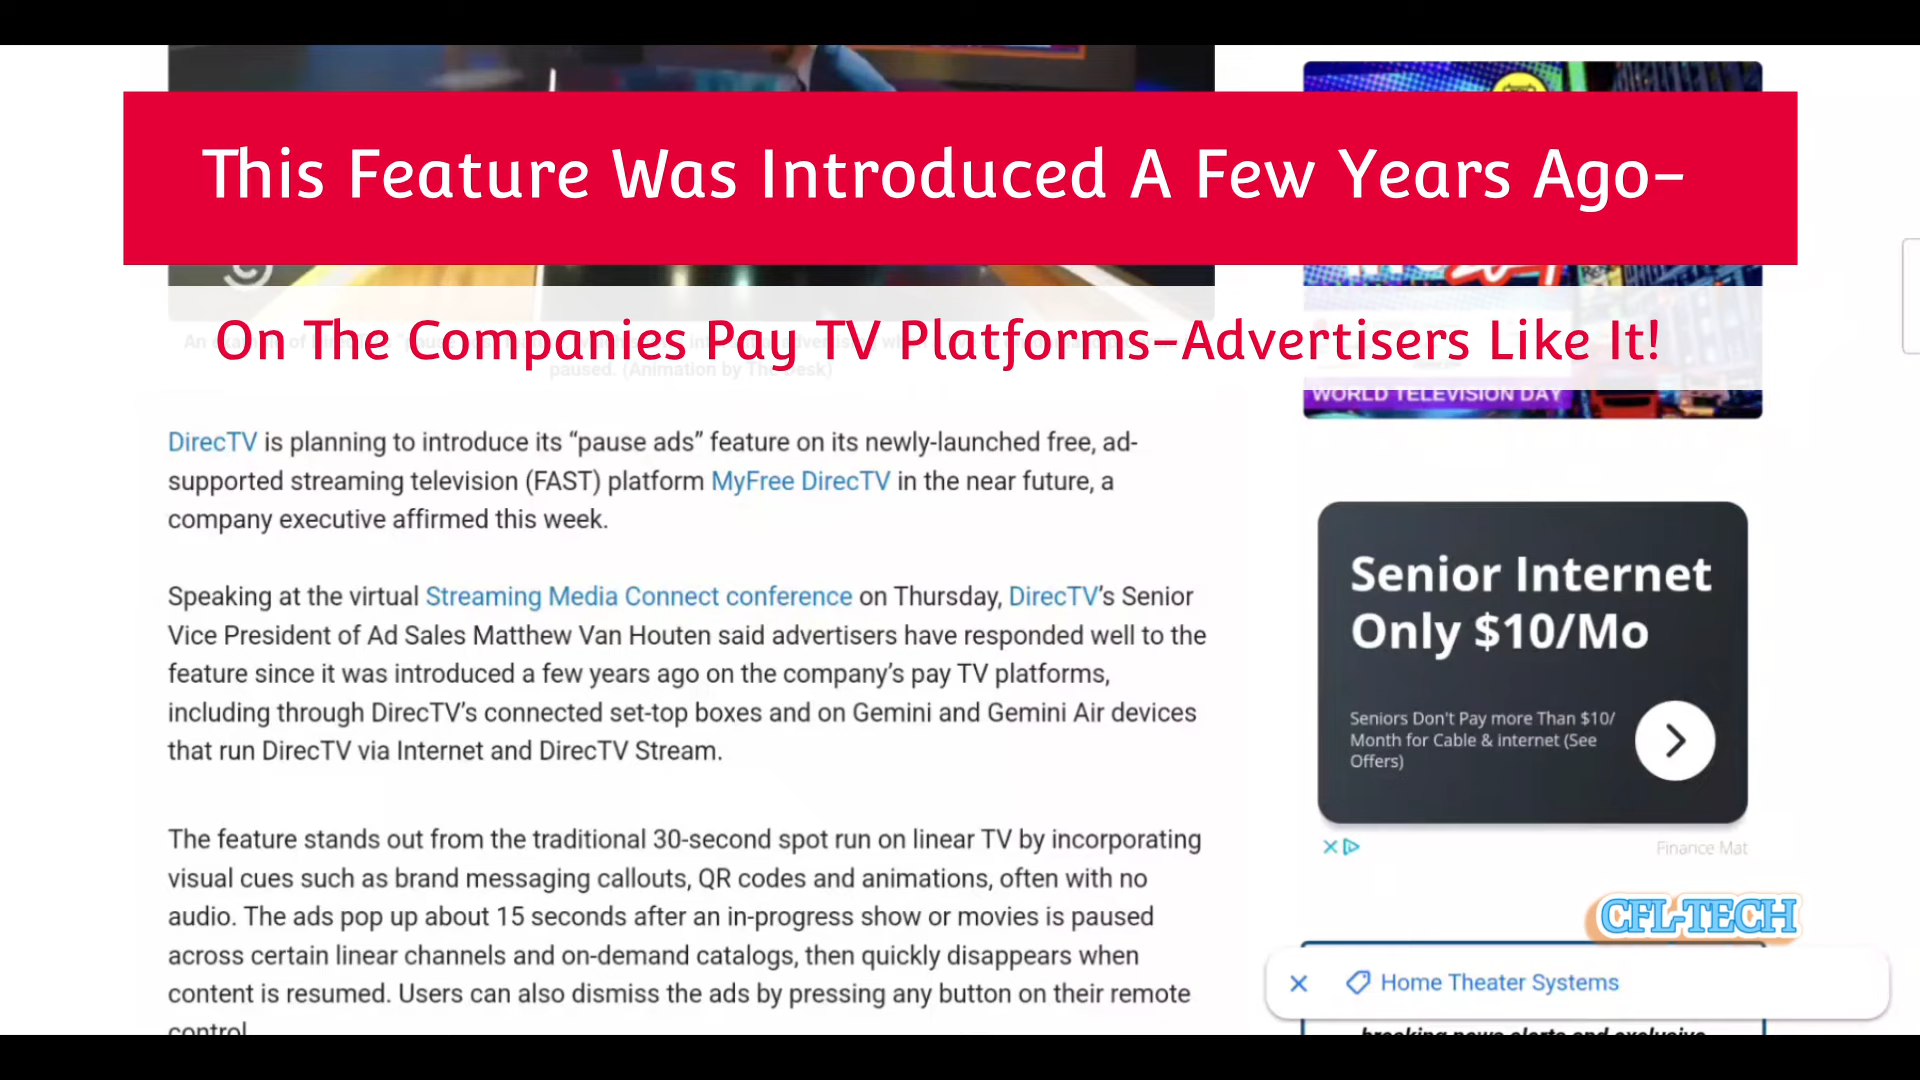 This Feature Was Introduced A Few Years Ago-
On The Companies Pay TV Platforms-Advertisers Like It!
paused. (Animation by The Desk)
WORLD TELEVISION DAY
DirecTV is planning to introduce its “pause ads” feature on its newly-launched free, ad-
supported streaming television (FAST) platform MyFree DirecTV in the near future, a
company executive affirmed this week.
Speaking at the virtual Streaming Media Connect conference on Thursday, DirecTV’s Senior
Vice President of Ad Sales Matthew Van Houten said advertisers have responded well to the
feature since it was introduced a few years ago on the company’s pay TV platforms,
including through DirecTV’s connected set-top boxes and on Gemini and Gemini Air devices
that run DirecTV via Internet and DirecTV Stream.
The feature stands out from the traditional 30-second spot run on linear TV by incorporating
visual cues such as brand messaging callouts, QR codes and animations, often with no
audio. The ads pop up about 15 seconds after an in-progress show or movies is paused
across certain linear channels and on-demand catalogs, then quickly disappears when
content is resumed. Users can also dismiss the ads by pressing any button on their remote
control
Senior Internet
Only $10/Mo
Seniors Don't Pay more Than $10/
Month for Cable & internet (See
Offers)
Finance Mat
CFL-TECH
Home Theater Systems
breaking news alerts and exclusive